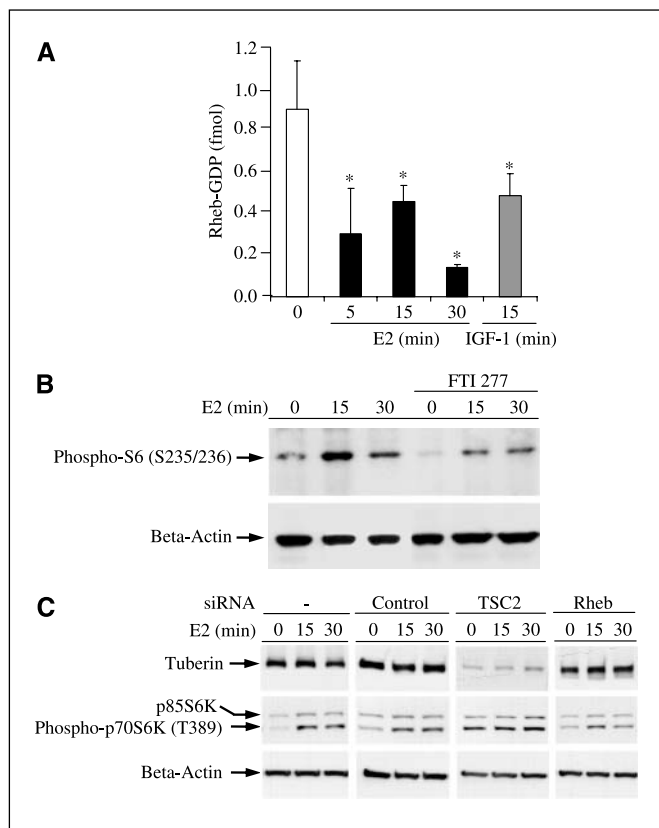 A
Rheb-GDP (fmol)
1.2
1.0
0.8
0.6
0.4
0.2
0.0
* * * *
0 5 15 30 15
E2 (min) IGF-1 (min)
B
FTI 277
E2 (min) 0 15 30 0 15 30
Phospho-S6 (S235/236)
Beta-Actin
C
siRNA - Control TSC2 Rheb
E2 (min) 0 15 30 0 15 30 0 15 30 0 15 30
Tuberin
p85S6K
Phospho-p70S6K (T389)
Beta-Actin